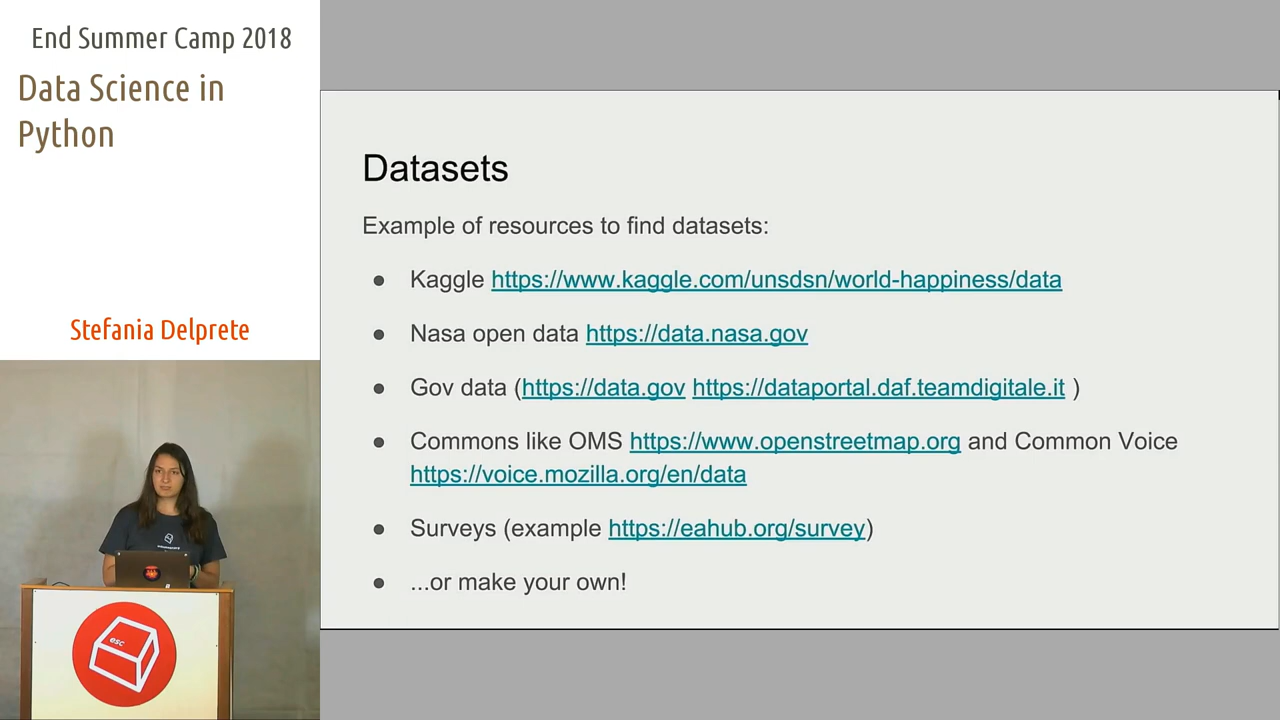 End Summer Camp 2018
Data Science in
Python
Stefania Delprete
esc
Datasets
Example of resources to find datasets:
● Kaggle https://www.kaggle.com/unsdsn/world-happiness/data
● Nasa open data https://data.nasa.gov
● Gov data (https://data.gov https://dataportal.daf.teamdigitale.it )
● Commons like OMS https://www.openstreetmap.org and Common Voice
https://voice.mozilla.org/en/data
● Surveys (example https://eahub.org/survey)
● ...or make your own!